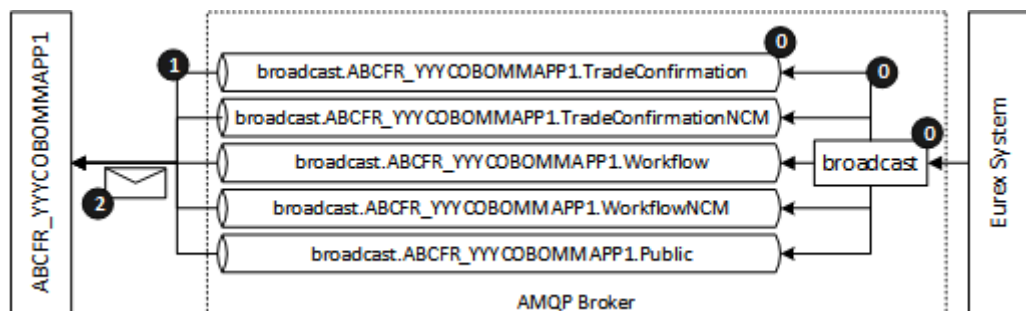 ABCFR_YYYCOBOMMAPP1
1
2
0
broadcast.ABCFR_YYYCOBOMMAPP1.TradeConfirmation
0
broadcast.ABCFR_YYYCOBOMMAPP1.TradeConfirmationNCM
0
broadcast.ABCFR_YYYCOBOMMAPP1.Workflow
broadcast
broadcast.ABCFR_YYYCOBOMMAPP1.WorkflowNCM
broadcast.ABCFR_YYYCOBOMMAPP1.Public
AMQP Broker
Eurex System